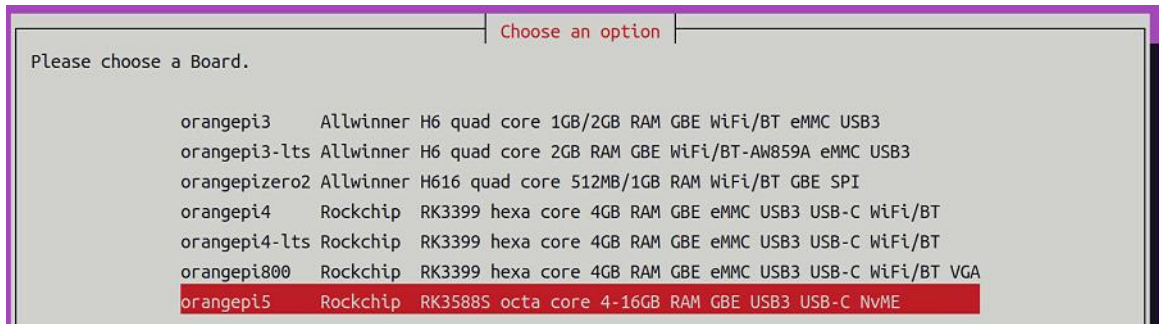 Choose an option
Please choose a Board.
orangepi3 Allwinner H6 quad core 1GB/2GB RAM GBE WiFi/BT eMMC USB3
orangepi3-lts Allwinner H6 quad core 2GB RAM GBE WiFi/BT-AW859A eMMC USB3
orangepizero2 Allwinner H616 quad core 512MB/1GB RAM WiFi/BT GBE SPI
orangepi4 Rockchip RK3399 hexa core 4GB RAM GBE eMMC USB3 USB-C WiFi/BT
orangepi4-lts Rockchip RK3399 hexa core 4GB RAM GBE eMMC USB3 USB-C WiFi/BT
orangepi800 Rockchip RK3399 hexa core 4GB RAM GBE eMMC USB3 USB-C WiFi/BT VGA
orangepi5 Rockchip RK3588S octa core 4-16GB RAM GBE USB3 USB-C NvME